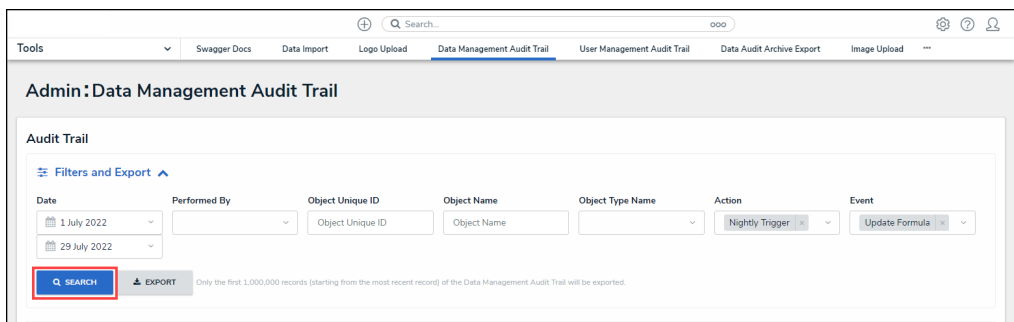 Search...
Tools Swagger Docs Data Import Logo Upload Data Management Audit Trail User Management Audit Trail Data Audit Archive Export Image Upload
Admin:Data Management Audit Trail
Audit Trail
Filters and Export
Date Performed By Object Unique ID Object Name Object Type Name Action Event
1 July 2022 Object Unique ID Object Name Nightly Trigger × Update Formula ×
29 July 2022
SEARCH EXPORT Only the first 1,000,000 records (starting from the most recent record) of the Data Management Audit Trail will be exported.